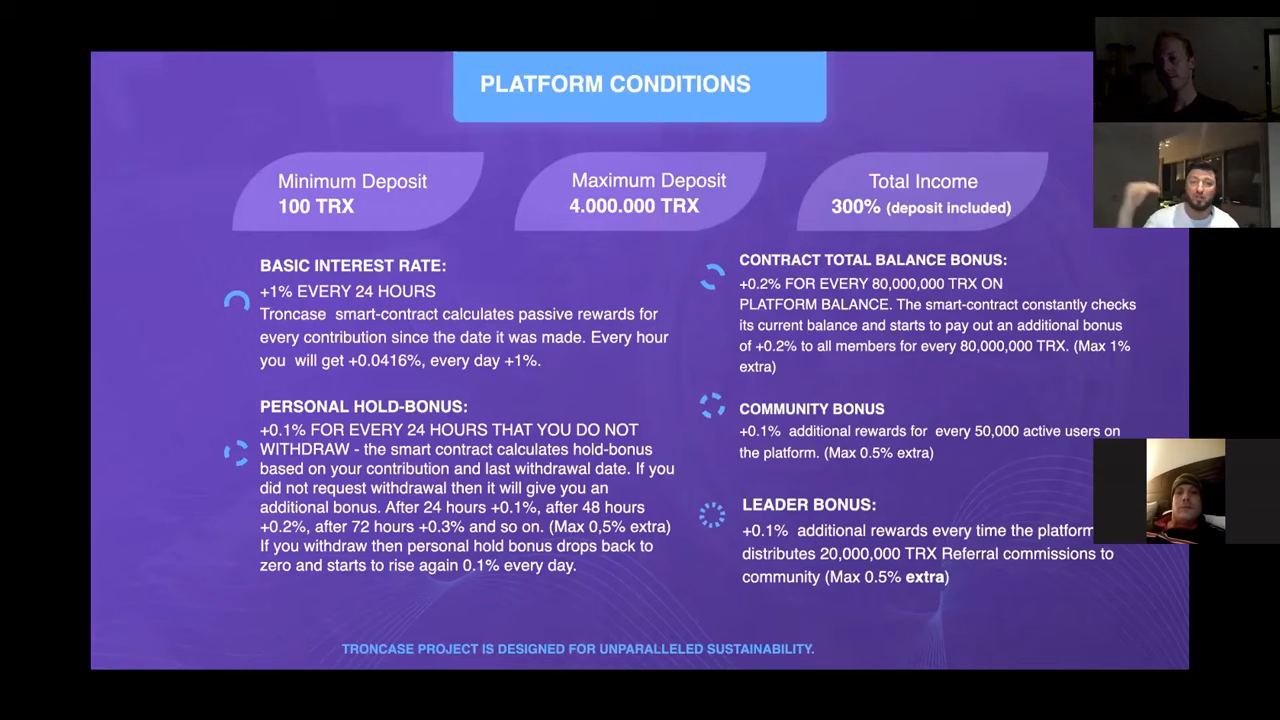 PLATFORM CONDITIONS
Minimum Deposit
100 TRX
Maximum Deposit
4.000.000 TRX
Total Income
300% (deposit included)
BASIC INTEREST RATE:
+1% EVERY 24 HOURS
Troncase smart-contract calculates passive rewards for
every contribution since the date it was made. Every hour
you will get +0.0416%, every day +1%.
PERSONAL HOLD-BONUS:
+0.1% FOR EVERY 24 HOURS THAT YOU DO NOT
WITHDRAW - the smart contract calculates hold-bonus
based on your contribution and last withdrawal date. If you
did not request withdrawal then it will give you an
additional bonus. After 24 hours +0.1%, after 48 hours
+0.2%, after 72 hours +0.3% and so on. (Max 0,5% extra)
If you withdraw then personal hold bonus drops back to
zero and starts to rise again 0.1% every day.
CONTRACT TOTAL BALANCE BONUS:
+0.2% FOR EVERY 80,000,000 TRX ON
PLATFORM BALANCE. The smart-contract constantly checks
its current balance and starts to pay out an additional bonus
of +0.2% to all members for every 80,000,000 TRX. (Max 1%
extra)
COMMUNITY BONUS
+0.1% additional rewards for every 50,000 active users on
the platform. (Max 0.5% extra)
LEADER BONUS:
+0.1% additional rewards every time the platform
distributes 20,000,000 TRX Referral commissions to
community (Max 0.5% extra)
TRONCASE PROJECT IS DESIGNED FOR UNPARALLELED SUSTAINABILITY.